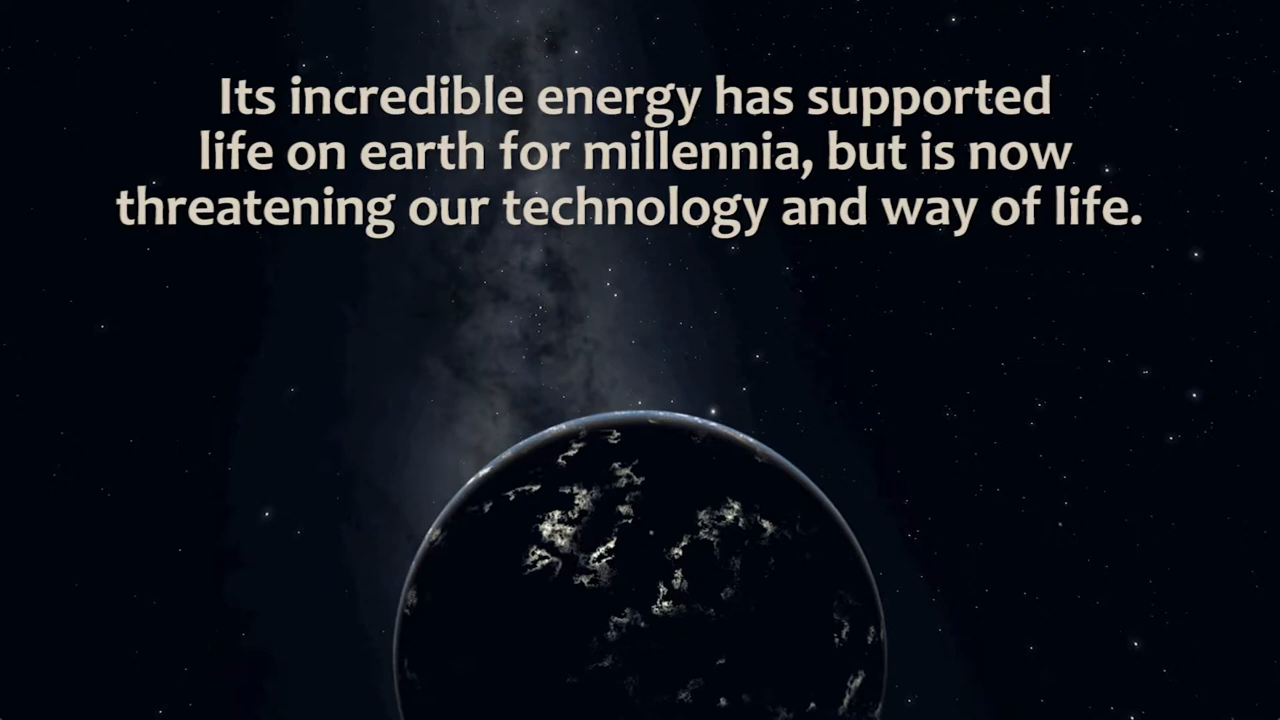 Its incredible energy has supported
life on earth for millennia, but is now
threatening our technology and way of life.